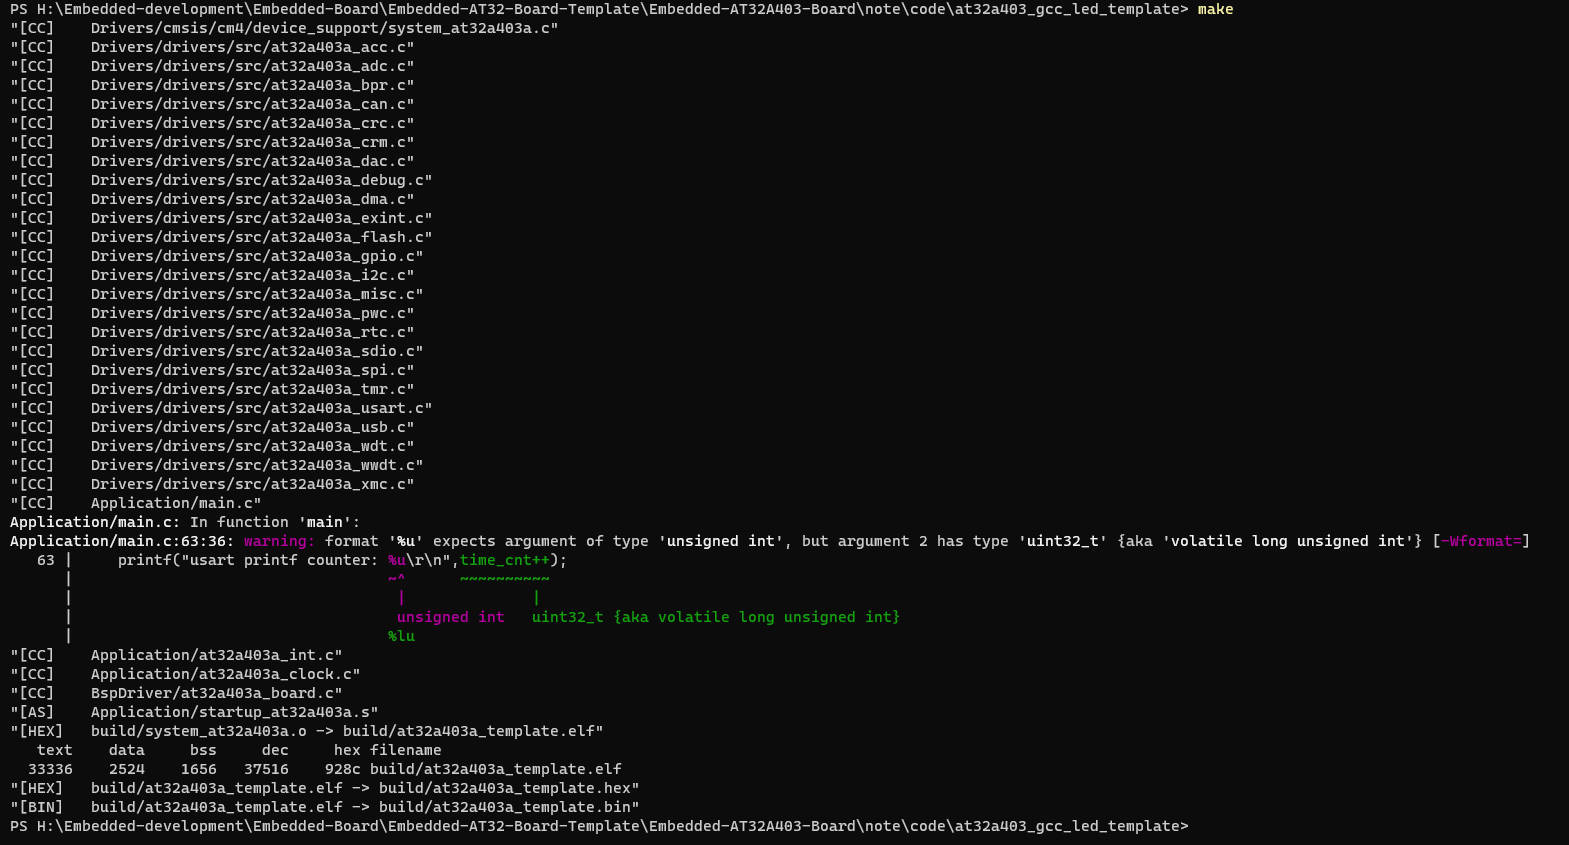 PS H:\Embedded-development\Embedded-Board\Embedded-AT32-Board-Template\Embedded-AT32A403-Board\note\code\at32a403_gcc_led_template> make
"[CC]    Drivers/cmsis/cm4/device_support/system_at32a403a.c"
"[CC]    Drivers/drivers/src/at32a403a_acc.c"
"[CC]    Drivers/drivers/src/at32a403a_adc.c"
"[CC]    Drivers/drivers/src/at32a403a_bpr.c"
"[CC]    Drivers/drivers/src/at32a403a_can.c"
"[CC]    Drivers/drivers/src/at32a403a_crc.c"
"[CC]    Drivers/drivers/src/at32a403a_crm.c"
"[CC]    Drivers/drivers/src/at32a403a_dac.c"
"[CC]    Drivers/drivers/src/at32a403a_debug.c"
"[CC]    Drivers/drivers/src/at32a403a_dma.c"
"[CC]    Drivers/drivers/src/at32a403a_exint.c"
"[CC]    Drivers/drivers/src/at32a403a_flash.c"
"[CC]    Drivers/drivers/src/at32a403a_gpio.c"
"[CC]    Drivers/drivers/src/at32a403a_i2c.c"
"[CC]    Drivers/drivers/src/at32a403a_misc.c"
"[CC]    Drivers/drivers/src/at32a403a_pwc.c"
"[CC]    Drivers/drivers/src/at32a403a_rtc.c"
"[CC]    Drivers/drivers/src/at32a403a_sdio.c"
"[CC]    Drivers/drivers/src/at32a403a_spi.c"
"[CC]    Drivers/drivers/src/at32a403a_tmr.c"
"[CC]    Drivers/drivers/src/at32a403a_usart.c"
"[CC]    Drivers/drivers/src/at32a403a_usb.c"
"[CC]    Drivers/drivers/src/at32a403a_wdt.c"
"[CC]    Drivers/drivers/src/at32a403a_wwdt.c"
"[CC]    Drivers/drivers/src/at32a403a_xmc.c"
"[CC]    Application/main.c"
Application/main.c: In function 'main':
Application/main.c:63:36: warning: format '%u' expects argument of type 'unsigned int', but argument 2 has type 'uint32_t' {aka 'volatile long unsigned int'} [-Wformat=]
   63 |     printf("usart printf counter: %u\r\n",time_cnt++);
      |                                   ~^      ~~~~~~~~~~
      |                                    |              |
      |                                    unsigned int   uint32_t {aka volatile long unsigned int}
      |                                   %lu
"[CC]    Application/at32a403a_int.c"
"[CC]    Application/at32a403a_clock.c"
"[CC]    BspDriver/at32a403a_board.c"
"[AS]    Application/startup_at32a403a.s"
"[HEX]   build/system_at32a403a.o -> build/at32a403a_template.elf"
   text    data     bss     dec     hex filename
  33336    2524    1656   37516    928c build/at32a403a_template.elf
"[HEX]   build/at32a403a_template.elf -> build/at32a403a_template.hex"
"[BIN]   build/at32a403a_template.elf -> build/at32a403a_template.bin"
PS H:\Embedded-development\Embedded-Board\Embedded-AT32-Board-Template\Embedded-AT32A403-Board\note\code\at32a403_gcc_led_template>